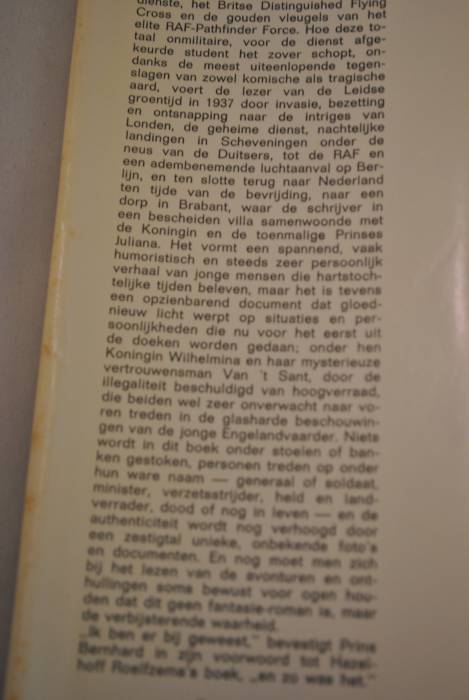 dienste, het Britse Distinguished Flying
Cross en de gouden vleugels van het
elite RAF-Pathfinder Force. Hoe deze to-
taal onmilitaire, voor de dienst afge-
keurde student het zover schopt, on-
danks de meest uiteenlopende tegen-
slagen van zowel komische als tragische
aard, voert de lezer van de Leidse
groentijd in 1937 door invasie, bezetting
en ontsnapping naar de intriges van
Londen, de geheime dienst, nachtelijke
landingen in Scheveningen onder de
neus van de Duitsers, tot de RAF en
een adembenemende luchtaanval op Ber-
lijn, en ten slotte terug naar Nederland
ten tijde van de bevrijding, naar een
dorp in Brabant, waar de schrijver in
een bescheiden villa samenwoonde met
de Koningin en de toenmalige Prinses
Juliana. Het vormt een spannend, vaak
humoristisch en steeds zeer persoonlijk
verhaal van jonge mensen die hartstoch-
telijke tijden beleven, maar het is tevens
een opzienbarend document dat gloed-
nieuw licht werpt op situaties en per-
soonlijkheden die nu voor het eerst uit
de doeken worden gedaan; onder hen
Koningin Wilhelmina en haar mysterieuze
vertrouwensman Van 't Sant, door de
illegaliteit beschuldigd van hoogverraad,
die beiden wel zeer onverwacht naar vo-
ren treden in de glasharde beschouwin-
gen van de jonge Engelandvaarder. Niets
wordt in dit boek onder stoelen of ban-
ken gestoken, personen treden op onder
hun ware naam — generaal of soldaat,
minister, verzetsstrijder, held en land-
verrader, dood of nog in leven — en de
authenticiteit wordt nog verhoogd door
een zestigtal unieke, onbekende foto's
en documenten. En nog moet men zich
bij het lezen van de avonturen en ont-
hullingen soms bewust voor ogen hou-
den dat dit geen fantasie-roman is, maar
de verbijsterende waarheid.
„Ik ben er bij geweest," bevestigt Prins
Bernhard in zijn voorwoord tot Hazel-
hoff Roelfzema's boek, „en zo was het."